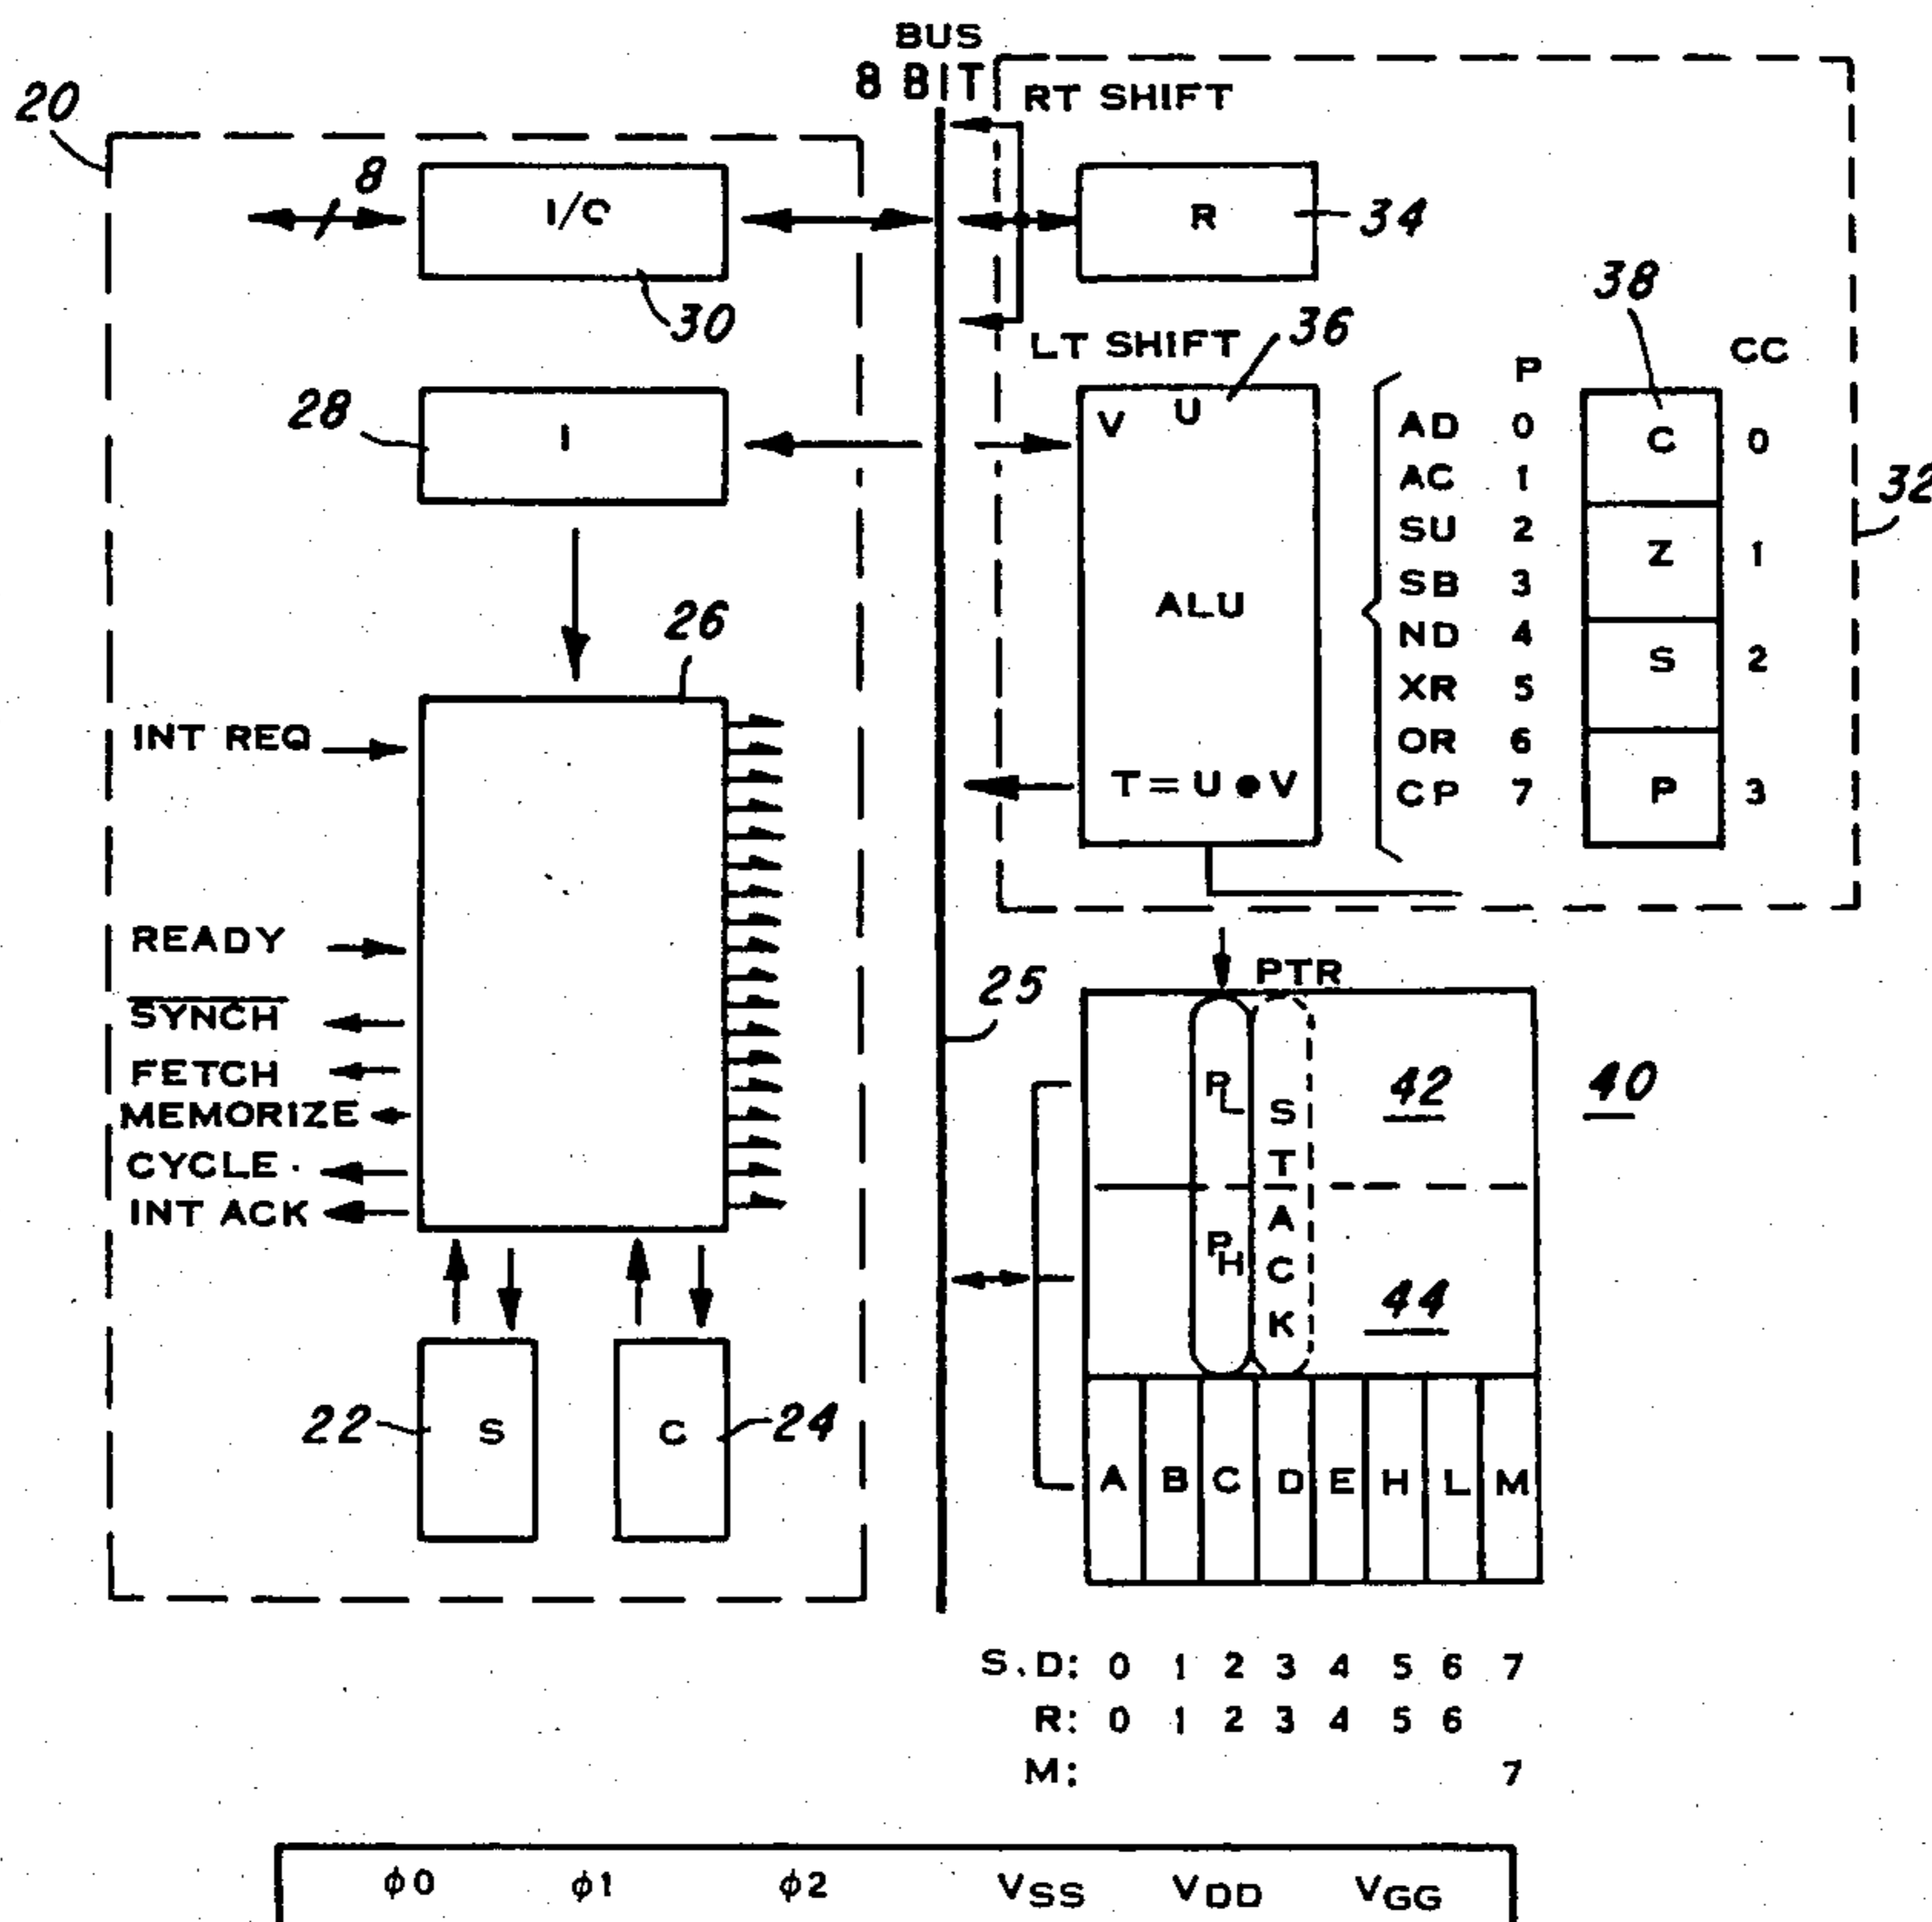 BUS
8 BIT
20
8
I/O
30
28
I
26
INT REQ
READY
SYNCH
FETCH
MEMORIZE
CYCLE
INT ACK
22
S
C
24
25
RT SHIFT
R
34
LT SHIFT
36
V U
ALU
T = U ● V
P
AD 0
AC 1
SU 2
SB 3
ND 4
XR 5
OR 6
CP 7
38
CC
C 0
Z 1
S 2
P 3
32
PTR
PL
PH
STACK
42
44
40
A B C D E H L M
S.D: 0 1 2 3 4 5 6 7
R: 0 1 2 3 4 5 6
M: 7
φ0 φ1 φ2 VSS VDD VGG